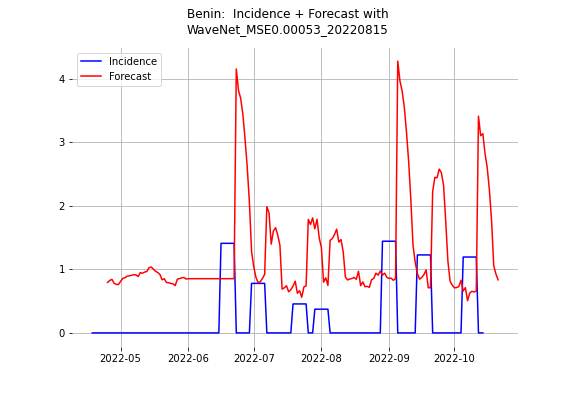 Benin:  Incidence + Forecast with
WaveNet_MSE0.00053_20220815
Incidence
Forecast
4
3
2
1
0
2022-05 2022-06 2022-07 2022-08 2022-09 2022-10